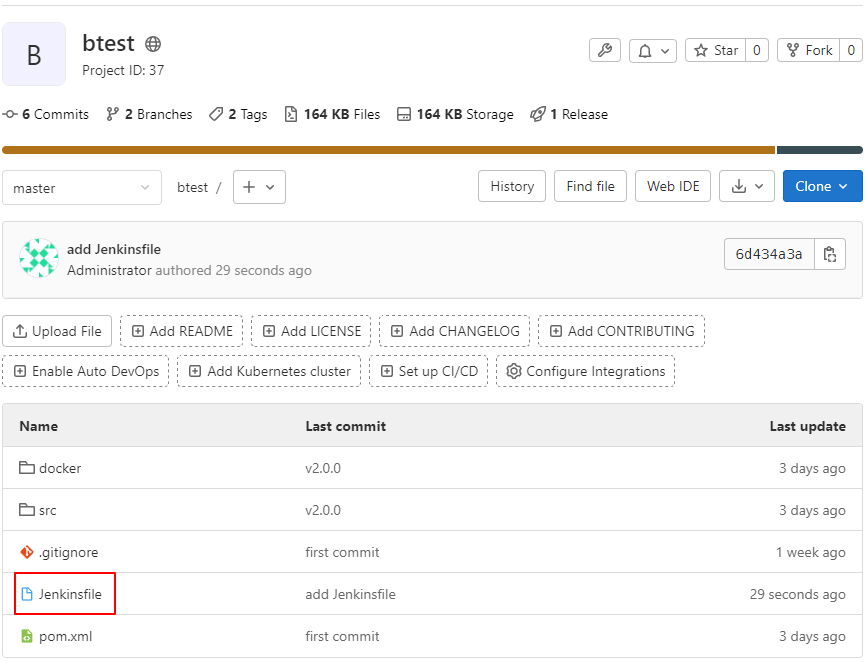 B
btest
Project ID: 37
Star 0 Fork 0
6 Commits 2 Branches 2 Tags 164 KB Files 164 KB Storage 1 Release
master btest / + History Find file Web IDE Clone
add Jenkinsfile
Administrator authored 29 seconds ago
6d434a3a
Upload File Add README Add LICENSE Add CHANGELOG Add CONTRIBUTING
Enable Auto DevOps Add Kubernetes cluster Set up CI/CD Configure Integrations
Name Last commit Last update
docker v2.0.0 3 days ago
src v2.0.0 3 days ago
.gitignore first commit 1 week ago
Jenkinsfile add Jenkinsfile 29 seconds ago
pom.xml first commit 3 days ago